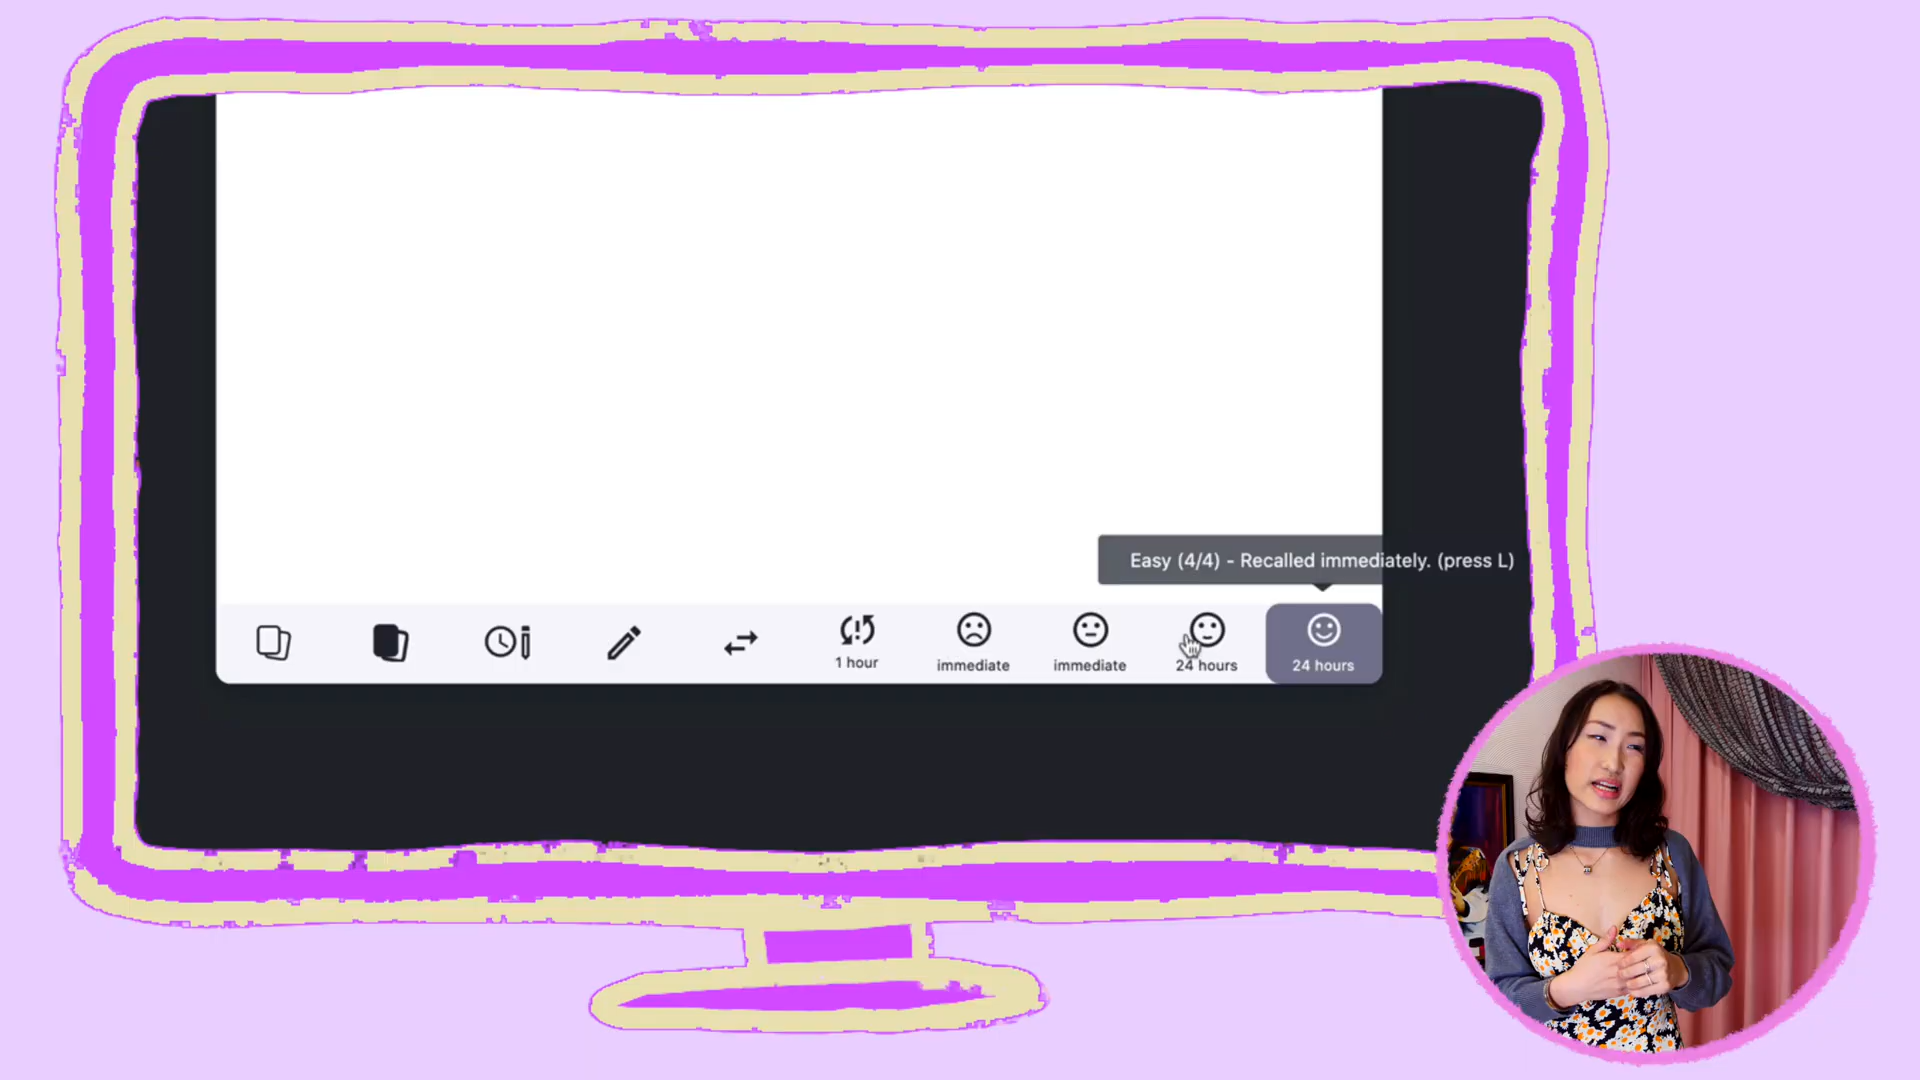 Easy (4/4) - Recalled immediately. (press L)
1 hour
immediate
immediate
24 hours
24 hours